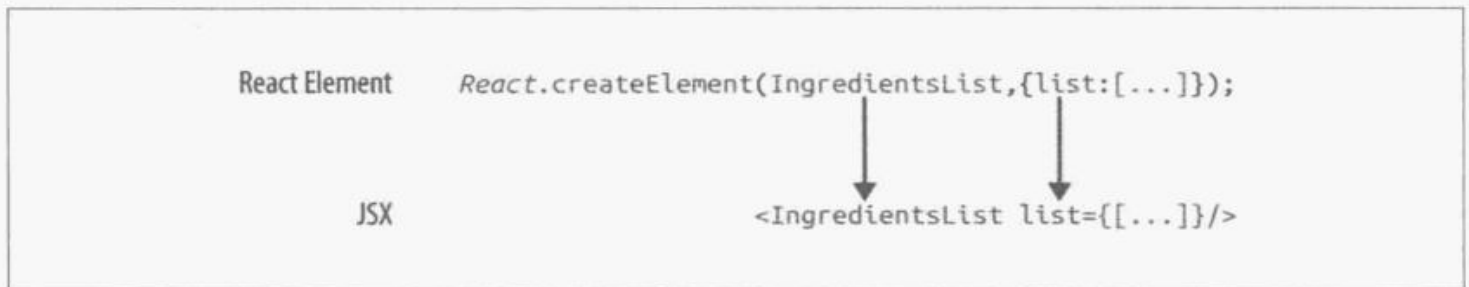 React Element React.createElement(IngredientsList,{list:[...]});
JSX <IngredientsList list={[...]}/>